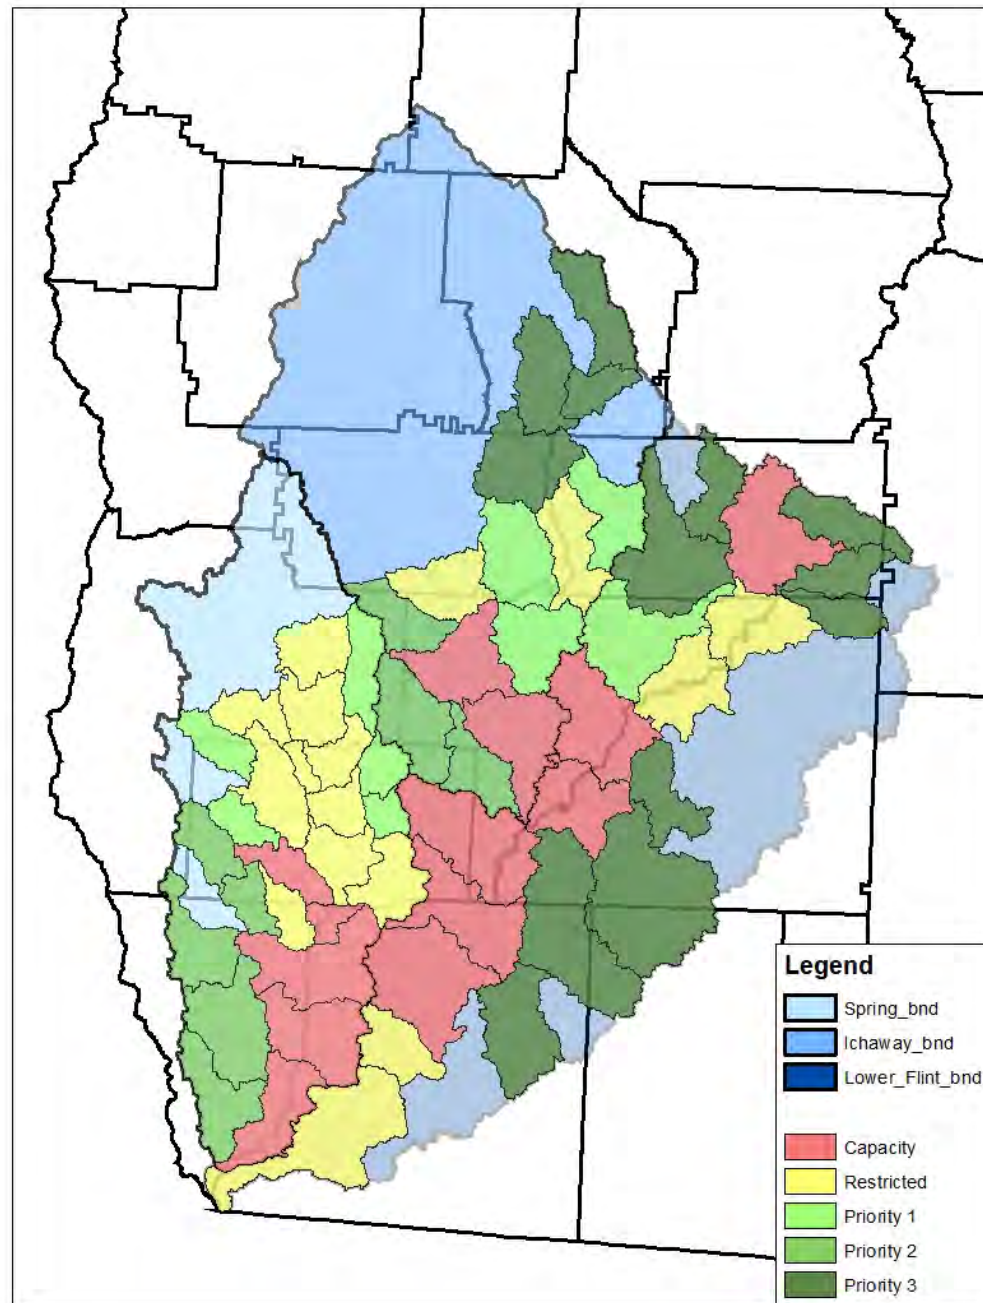 Legend
Spring_bnd
Ichaway_bnd
Lower_Flint_bnd
Capacity
Restricted
Priority 1
Priority 2
Priority 3